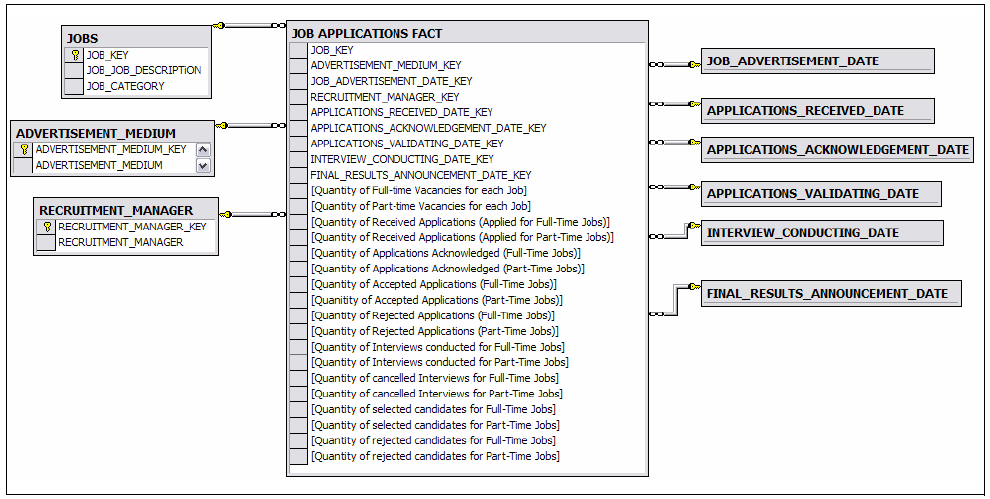 JOBS
JOB_KEY
JOB_JOB_DESCRIPTION
JOB_CATEGORY
ADVERTISEMENT_MEDIUM
ADVERTISEMENT_MEDIUM_KEY
ADVERTISEMENT_MEDIUM
RECRUITMENT_MANAGER
RECRUITMENT_MANAGER_KEY
RECRUITMENT_MANAGER
JOB APPLICATIONS FACT
JOB_KEY
ADVERTISEMENT_MEDIUM_KEY
JOB_ADVERTISEMENT_DATE_KEY
RECRUITMENT_MANAGER_KEY
APPLICATIONS_RECEIVED_DATE_KEY
APPLICATIONS_ACKNOWLEDGEMENT_DATE_KEY
APPLICATIONS_VALIDATING_DATE_KEY
INTERVIEW_CONDUCTING_DATE_KEY
FINAL_RESULTS_ANNOUNCEMENT_DATE_KEY
[Quantity of Full-time Vacancies for each Job]
[Quantity of Part-time Vacancies for each Job]
[Quantity of Received Applications (Applied for Full-Time Jobs)]
[Quantity of Received Applications (Applied for Part-Time Jobs)]
[Quantity of Applications Acknowledged (Full-Time Jobs)]
[Quantity of Applications Acknowledged (Part-Time Jobs)]
[Quantity of Accepted Applications (Full-Time Jobs)]
[Quanitity of Accepted Applications (Part-Time Jobs)]
[Quantity of Rejected Applications (Full-Time Jobs)]
[Quantity of Rejected Applications (Part-Time Jobs)]
[Quantity of Interviews conducted for Full-Time Jobs]
[Quantity of Interviews conducted for Part-Time Jobs]
[Quantity of cancelled Interviews for Full-Time Jobs]
[Quantity of cancelled Interviews for Part-Time Jobs]
[Quantity of selected candidates for Full-Time Jobs]
[Quantity of selected candidates for Part-Time Jobs]
[Quantity of rejected candidates for Full-Time Jobs]
[Quantity of rejected candidates for Part-Time Jobs]
JOB_ADVERTISEMENT_DATE
APPLICATIONS_RECEIVED_DATE
APPLICATIONS_ACKNOWLEDGEMENT_DATE
APPLICATIONS_VALIDATING_DATE
INTERVIEW_CONDUCTING_DATE
FINAL_RESULTS_ANNOUNCEMENT_DATE